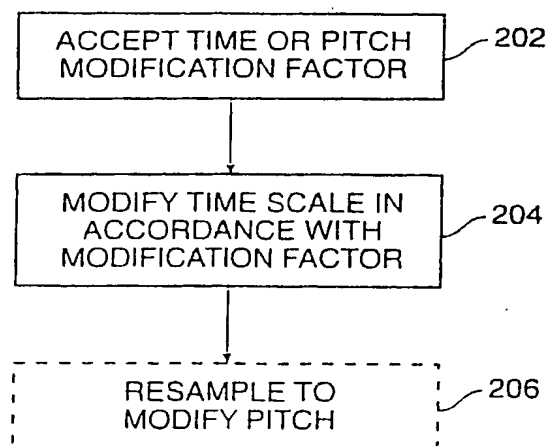 ACCEPT TIME OR PITCH
MODIFICATION FACTOR
202
MODIFY TIME SCALE IN
ACCORDANCE WITH
MODIFICATION FACTOR
204
RESAMPLE TO
MODIFY PITCH
206